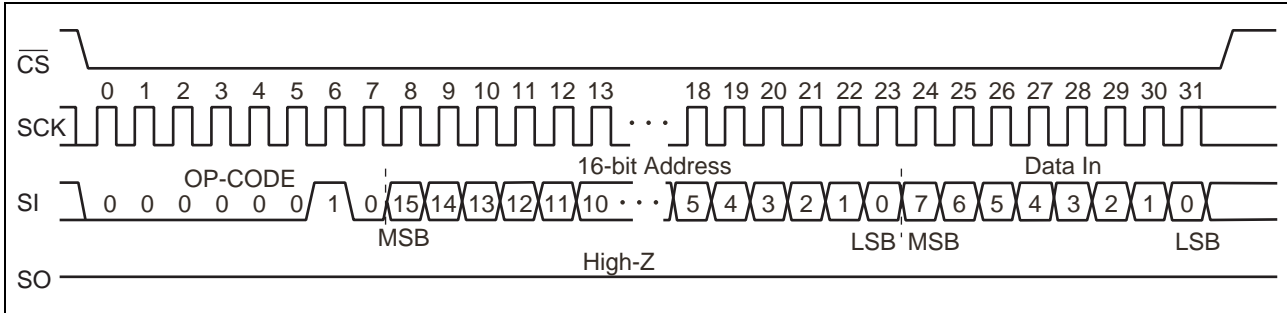 CS
0 1 2 3 4 5 6 7 8 9 10 11 12 13 18 19 20 21 22 23 24 25 26 27 28 29 30 31
SCK · · ·
OP-CODE 16-bit Address Data In
SI 0 0 0 0 0 0 1 0 15 14 13 12 11 10 · · · 5 4 3 2 1 0 7 6 5 4 3 2 1 0
MSB LSB MSB LSB
High-Z
SO